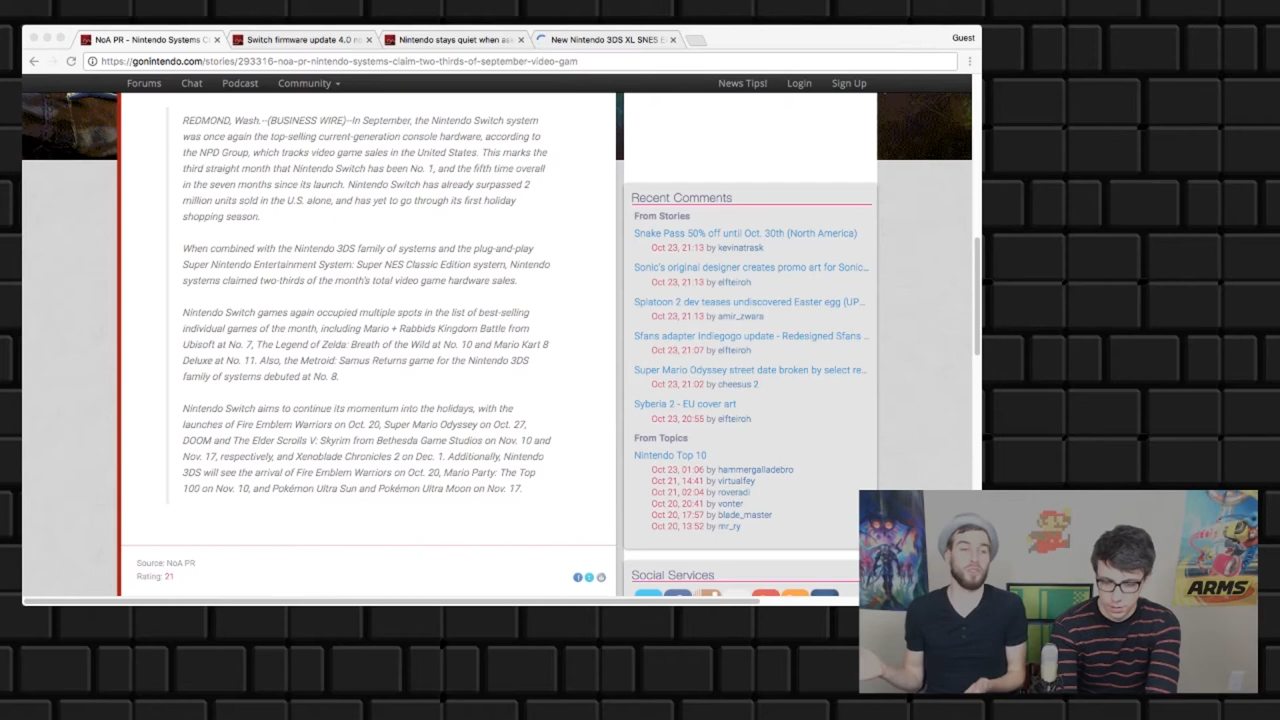 NoA PR - Nintendo Systems C
Switch firmware update 4.0 n
Nintendo stays quiet when as
New Nintendo 3DS XL SNES E
Guest
https://gonintendo.com/stories/293316-noa-pr-nintendo-systems-claim-two-thirds-of-september-video-gam
Forums Chat Podcast Community
News Tips! Login Sign Up
REDMOND, Wash.--(BUSINESS WIRE)--In September, the Nintendo Switch system
was once again the top-selling current-generation console hardware, according to
the NPD Group, which tracks video game sales in the United States. This marks the
third straight month that Nintendo Switch has been No. 1, and the fifth time overall
in the seven months since its launch. Nintendo Switch has already surpassed 2
million units sold in the U.S. alone, and has yet to go through its first holiday
shopping season.
When combined with the Nintendo 3DS family of systems and the plug-and-play
Super Nintendo Entertainment System: Super NES Classic Edition system, Nintendo
systems claimed two-thirds of the month's total video game hardware sales.
Nintendo Switch games again occupied multiple spots in the list of best-selling
individual games of the month, including Mario + Rabbids Kingdom Battle from
Ubisoft at No. 7, The Legend of Zelda: Breath of the Wild at No. 10 and Mario Kart 8
Deluxe at No. 11. Also, the Metroid: Samus Returns game for the Nintendo 3DS
family of systems debuted at No. 8.
Nintendo Switch aims to continue its momentum into the holidays, with the
launches of Fire Emblem Warriors on Oct. 20, Super Mario Odyssey on Oct. 27,
DOOM and The Elder Scrolls V: Skyrim from Bethesda Game Studios on Nov. 10 and
Nov. 17, respectively, and Xenoblade Chronicles 2 on Dec. 1. Additionally, Nintendo
3DS will see the arrival of Fire Emblem Warriors on Oct. 20, Mario Party: The Top
100 on Nov. 10, and Pokémon Ultra Sun and Pokémon Ultra Moon on Nov. 17.
Source: NoA PR
Rating: 21
Recent Comments
From Stories
Snake Pass 50% off until Oct. 30th (North America)
Oct 23, 21:13 by kevinatrask
Sonic's original designer creates promo art for Sonic...
Oct 23, 21:13 by elfteiroh
Splatoon 2 dev teases undiscovered Easter egg (UP...
Oct 23, 21:13 by amir_zwara
Sfans adapter Indiegogo update - Redesigned Sfans ...
Oct 23, 21:07 by elfteiroh
Super Mario Odyssey street date broken by select re...
Oct 23, 21:02 by cheesus 2
Syberia 2 - EU cover art
Oct 23, 20:55 by elfteiroh
From Topics
Nintendo Top 10
Oct 23, 01:06 by hammergalladebro
Oct 21, 14:41 by virtualfey
Oct 21, 02:04 by roveradi
Oct 20, 20:41 by vonter
Oct 20, 17:57 by blade_master
Oct 20, 13:52 by mr_ry
Social Services
ARMS